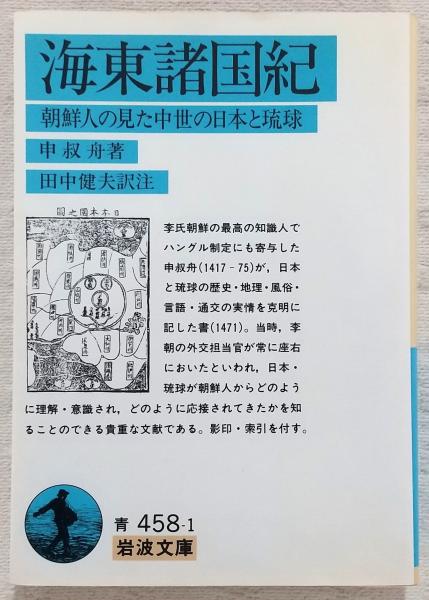 海東諸国紀
朝鮮人の見た中世の日本と琉球
申叔舟著
田中健夫訳注
日本本國之圖
李氏朝鮮の最高の知識人で
ハングル制定にも寄与した
申叔舟(1417‐75)が，日本
と琉球の歴史・地理・風俗・
言語・通交の実情を克明に
記した書(1471)。当時，李
朝の外交担当官が常に座右
においたといわれ，日本・
琉球が朝鮮人からどのよう
に理解・意識され，どのように応接されてきたかを知
ることのできる貴重な文献である。影印・索引を付す。
青 458-1
岩波文庫